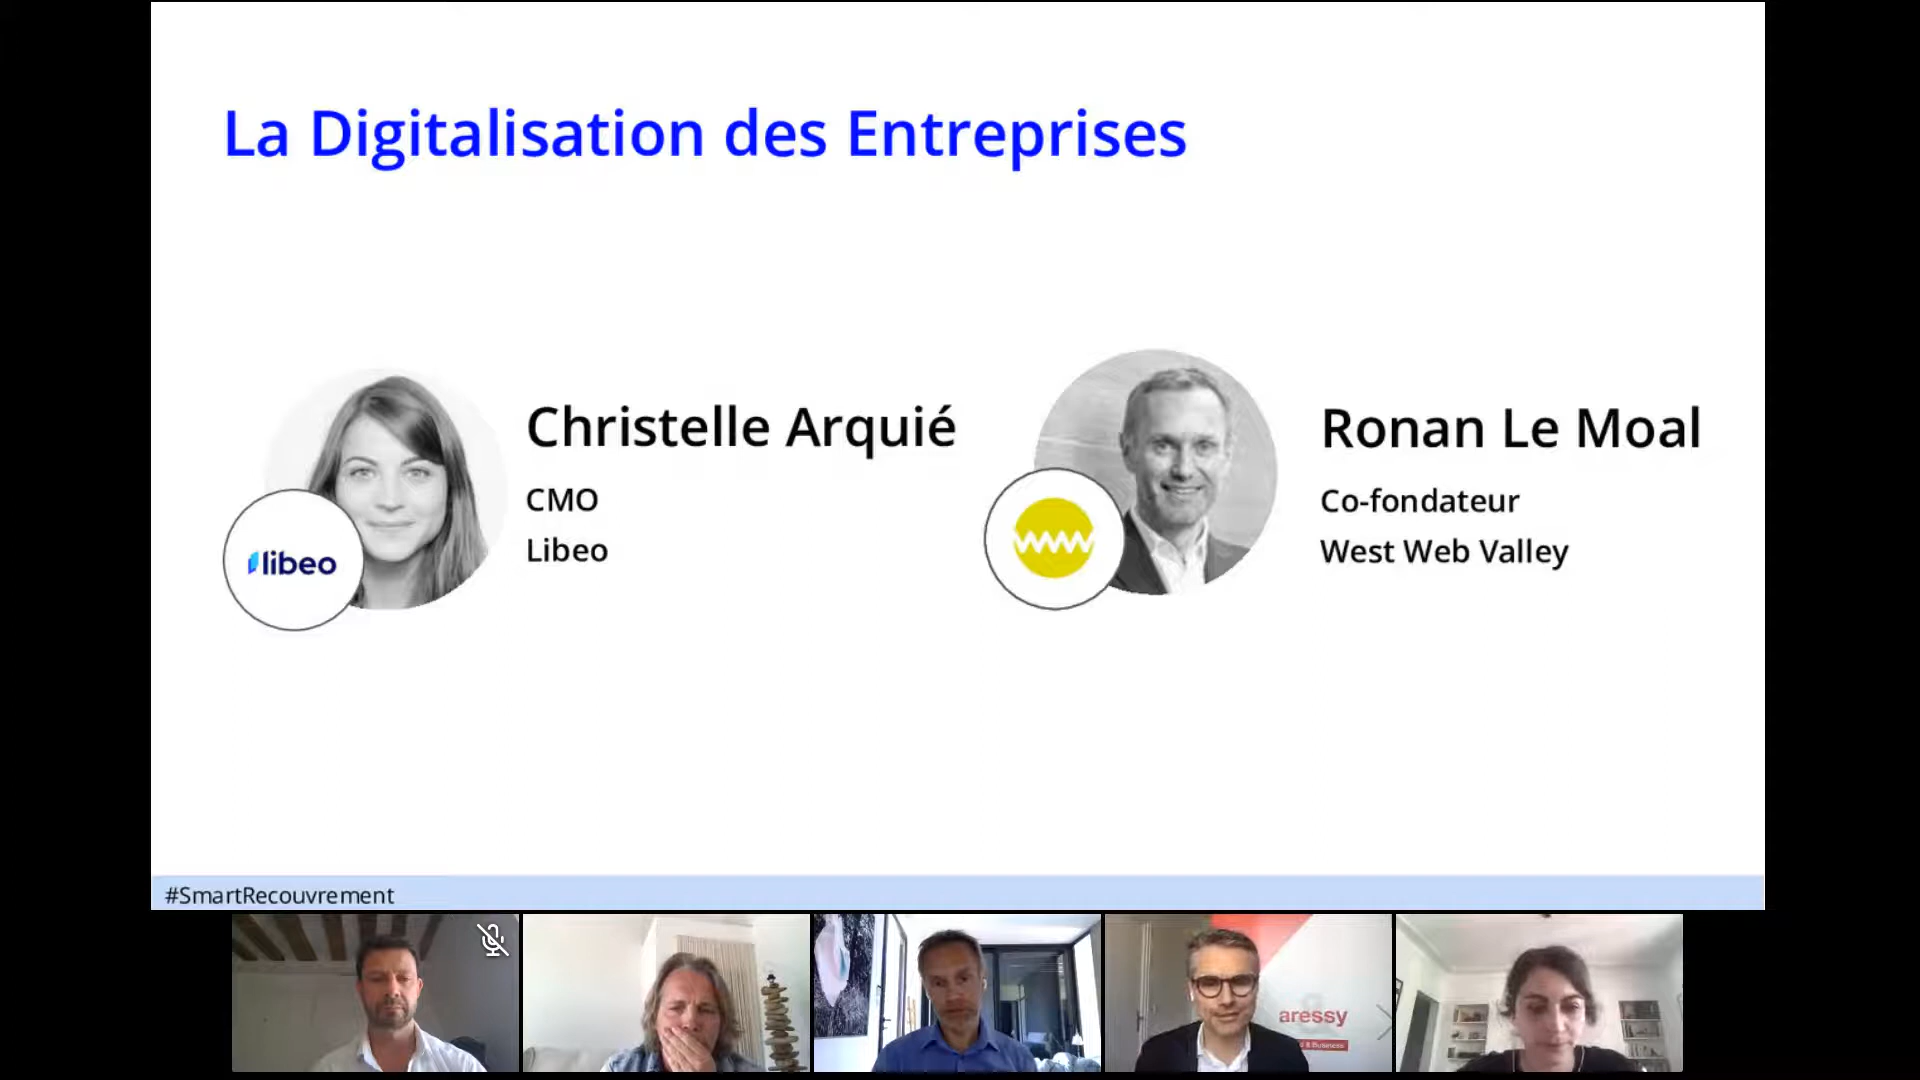 La Digitalisation des Entreprises
Christelle Arquié
CMO
Libeo
libeo
Ronan Le Moal
Co-fondateur
West Web Valley
#SmartRecouvrement
aressy
& Business